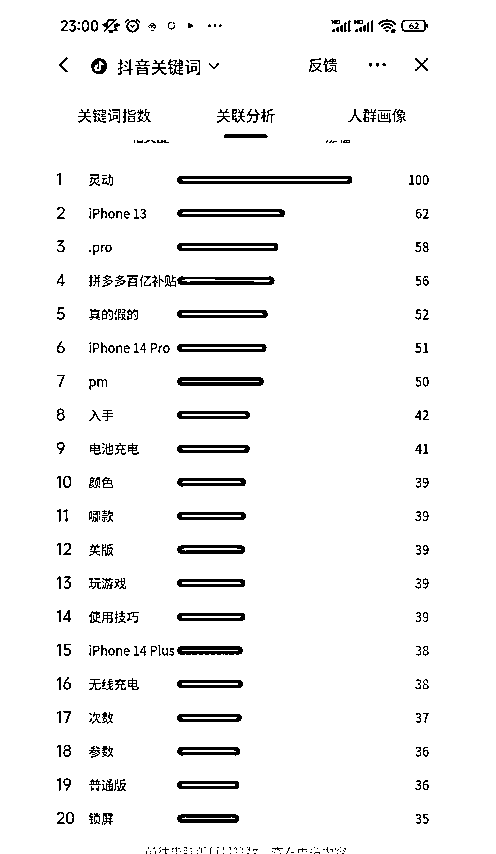 23:00 62
抖音关键词 反馈
关键词指数 关联分析 人群画像
1 灵动 100
2 iPhone 13 62
3 .pro 58
4 拼多多百亿补贴 56
5 真的假的 52
6 iPhone 14 Pro 51
7 pm 50
8 入手 42
9 电池充电 41
10 颜色 39
11 哪款 39
12 美版 39
13 玩游戏 39
14 使用技巧 39
15 iPhone 14 Plus 38
16 无线充电 38
17 次数 37
18 参数 36
19 普通版 36
20 锁屏 35